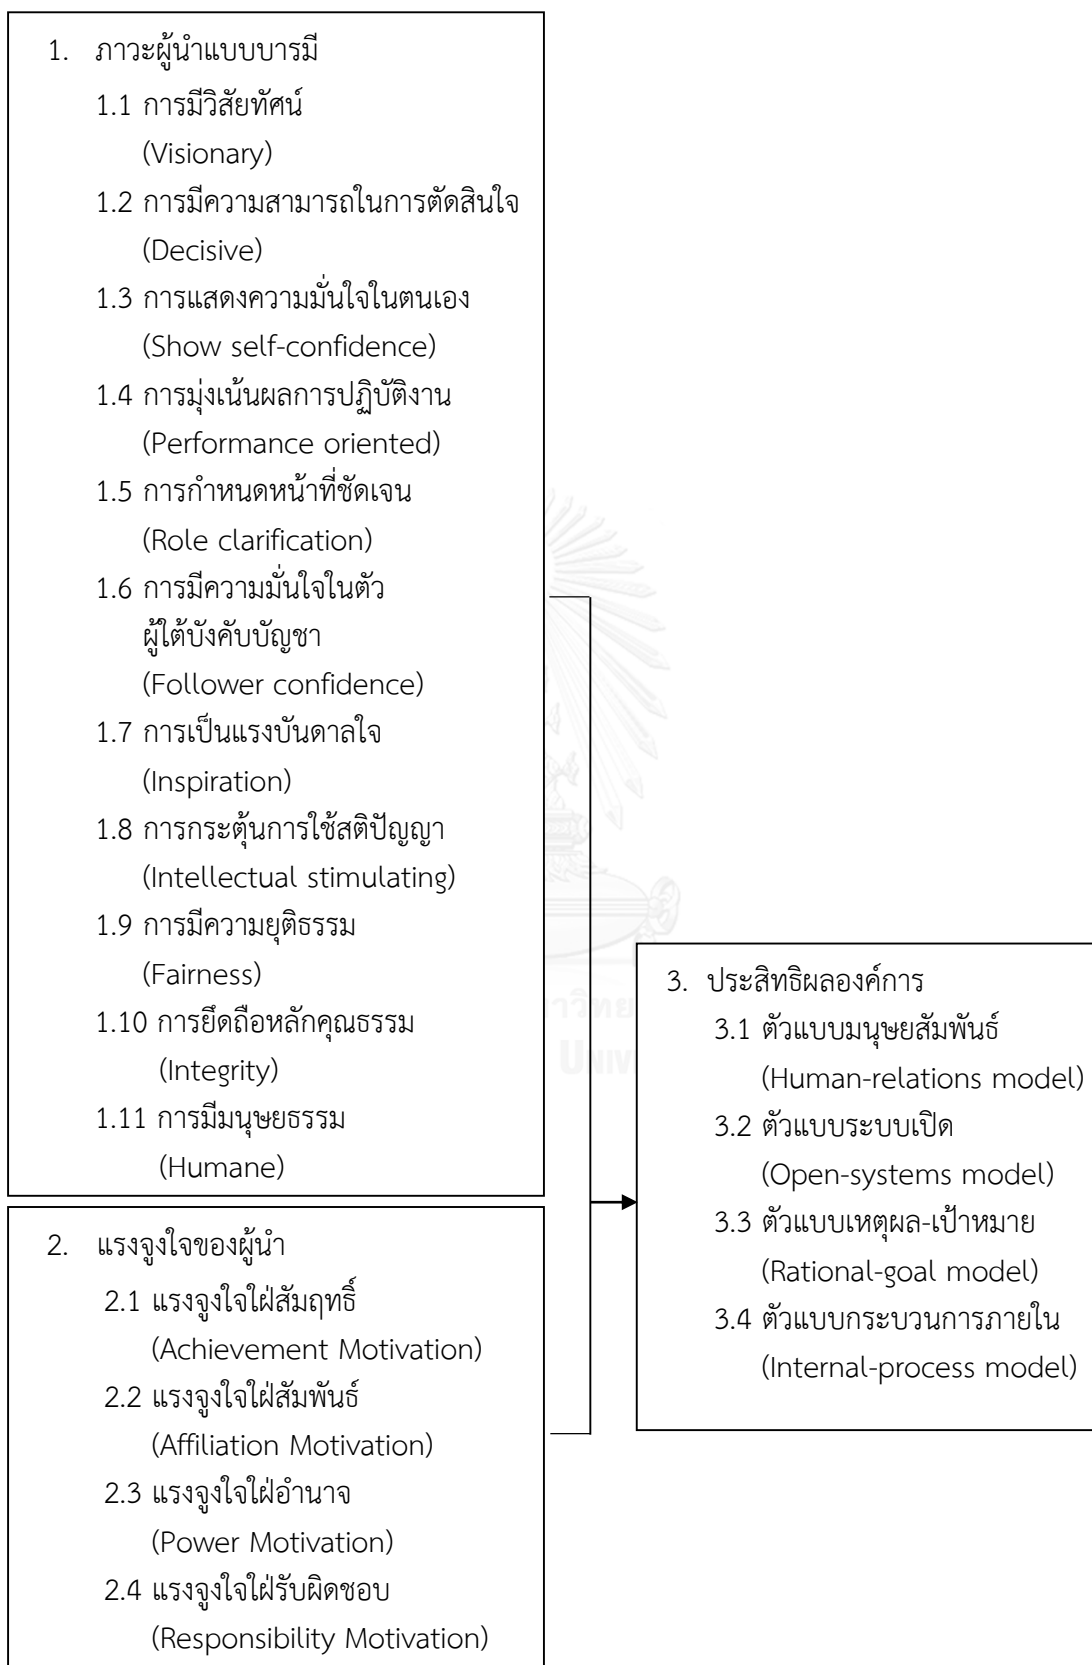 1. ภาวะผู้นำแบบบารมี
1.1 การมีวิสัยทัศน์
(Visionary)
1.2 การมีความสามารถในการตัดสินใจ
(Decisive)
1.3 การแสดงความมั่นใจในตนเอง
(Show self-confidence)
1.4 การมุ่งเน้นผลการปฏิบัติงาน
(Performance oriented)
1.5 การกำหนดหน้าที่ชัดเจน
(Role clarification)
1.6 การมีความมั่นใจในตัว
ผู้ใต้บังคับบัญชา
(Follower confidence)
1.7 การเป็นแรงบันดาลใจ
(Inspiration)
1.8 การกระตุ้นการใช้สติปัญญา
(Intellectual stimulating)
1.9 การมีความยุติธรรม
(Fairness)
1.10 การยึดถือหลักคุณธรรม
(Integrity)
1.11 การมีมนุษยธรรม
(Humane)
2. แรงจูงใจของผู้นำ
2.1 แรงจูงใจใฝ่สัมฤทธิ์
(Achievement Motivation)
2.2 แรงจูงใจใฝ่สัมพันธ์
(Affiliation Motivation)
2.3 แรงจูงใจใฝ่อำนาจ
(Power Motivation)
2.4 แรงจูงใจใฝ่รับผิดชอบ
(Responsibility Motivation)
3. ประสิทธิผลองค์การ
3.1 ตัวแบบมนุษยสัมพันธ์
(Human-relations model)
3.2 ตัวแบบระบบเปิด
(Open-systems model)
3.3 ตัวแบบเหตุผล-เป้าหมาย
(Rational-goal model)
3.4 ตัวแบบกระบวนการภายใน
(Internal-process model)